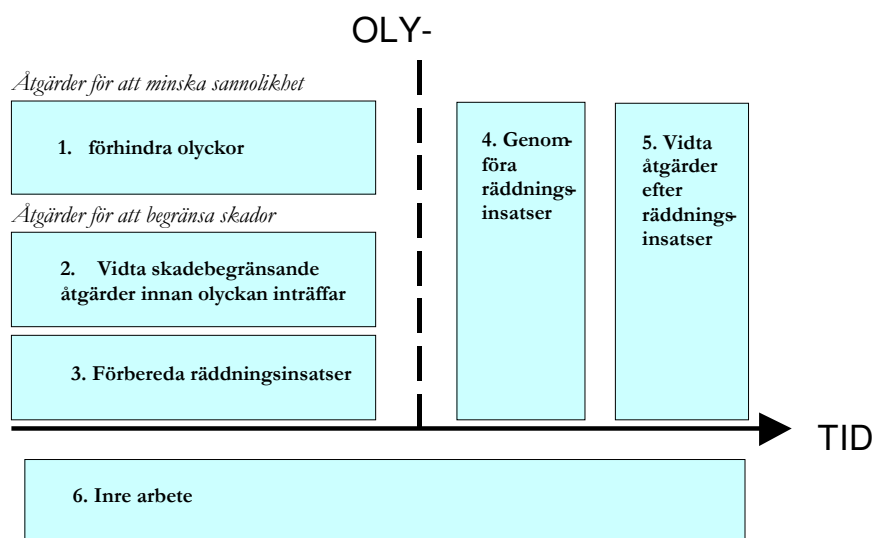 OLY-
Åtgärder för att minska sannolikhet
1. förhindra olyckor
Åtgärder för att begränsa skador
2. Vidta skadebegränsande
åtgärder innan olyckan inträffar
3. Förbereda räddningsinsatser
4. Genom-
föra
räddnings-
insatser
5. Vidta
åtgärder
efter
räddnings-
insatser
TID
6. Inre arbete